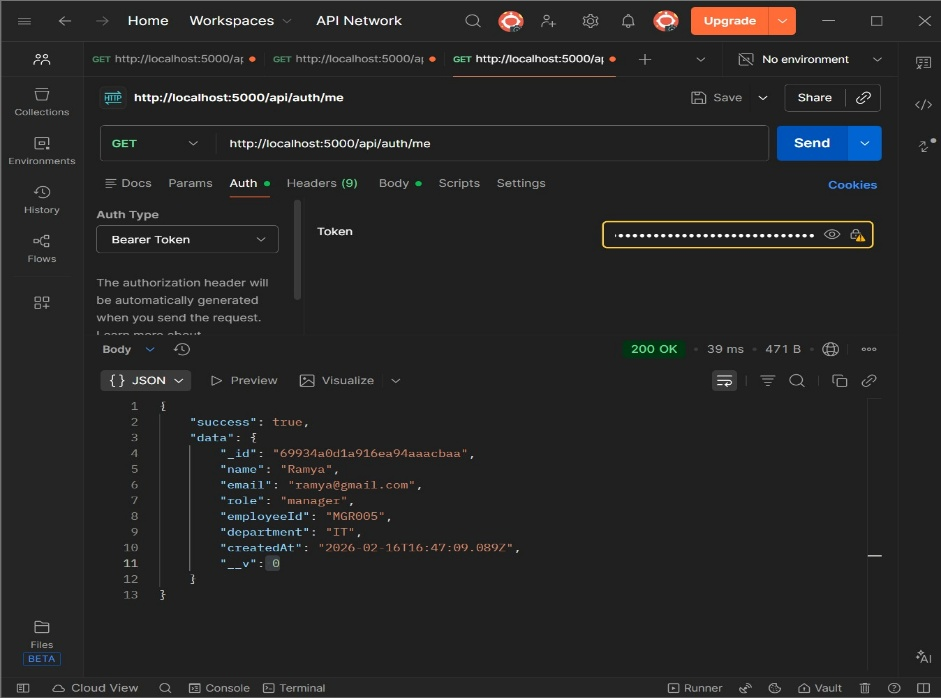 Home Workspaces API Network Upgrade
GET http://localhost:5000/ap GET http://localhost:5000/ap GET http://localhost:5000/ap No environment
HTTP http://localhost:5000/api/auth/me Save Share
GET http://localhost:5000/api/auth/me Send
Docs Params Auth Headers (9) Body Scripts Settings Cookies
Collections
Environments
History
Flows
Files
BETA
Auth Type
Bearer Token
The authorization header will
be automatically generated
when you send the request.
Learn more about
Token
Body 200 OK 39 ms 471 B
{} JSON Preview Visualize
1 {
2 "success": true,
3 "data": {
4 "_id": "69934a0d1a916ea94aaacbaa",
5 "name": "Ramya",
6 "email": "ramya@gmail.com",
7 "role": "manager",
8 "employeeId": "MGR005",
9 "department": "IT",
10 "createdAt": "2026-02-16T16:47:09.089Z",
11 "__v": 0
12 }
13 }
AI
Cloud View Console Terminal Runner Vault